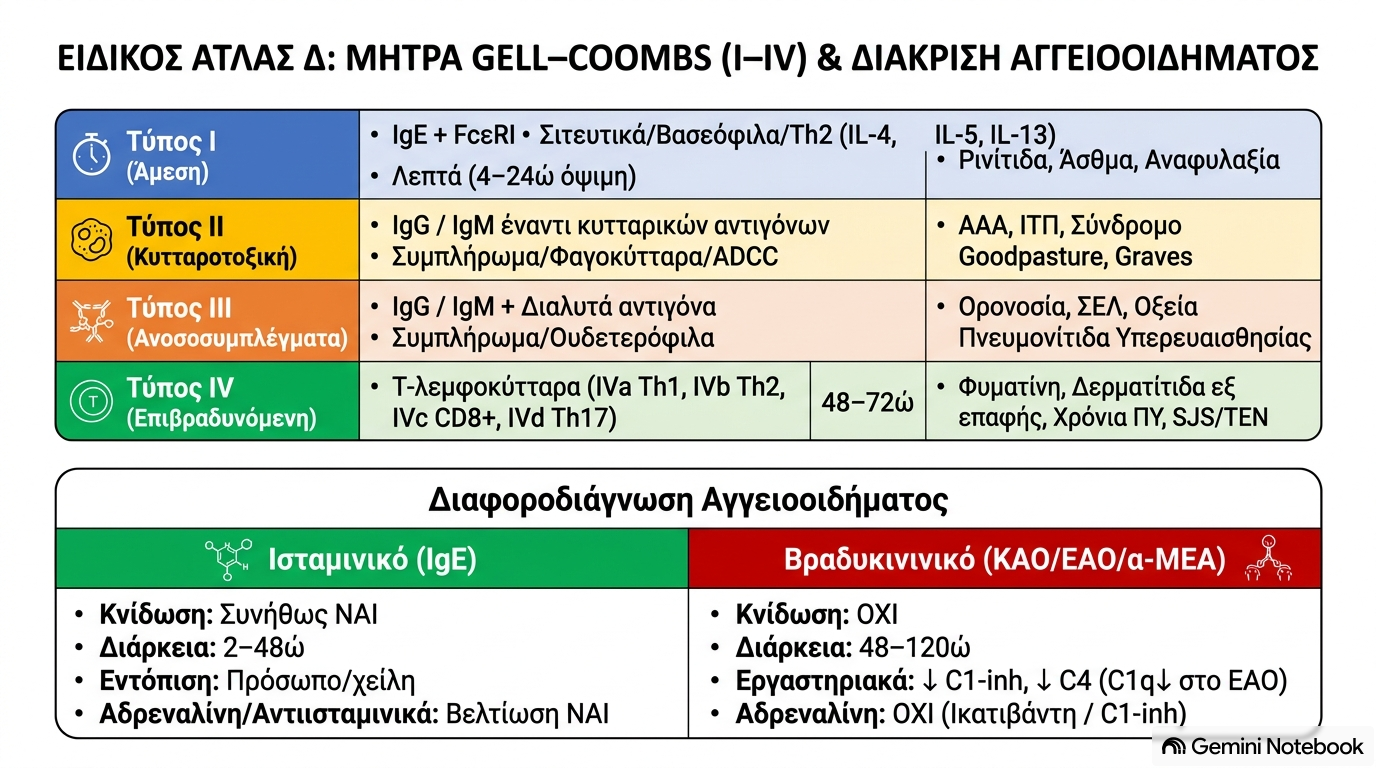 ΕΙΔΙΚΟΣ ΑΤΛΑΣ Δ: ΜΗΤΡΑ GELL–COOMBS (I–IV) & ΔΙΑΚΡΙΣΗ ΑΓΓΕΙΟΟΙΔΗΜΑΤΟΣ
Τύπος I
(Άμεση)
• IgE + FcεRI • Σιτευτικά/Βασεόφιλα/Th2 (IL-4, IL-5, IL-13)
• Λεπτά (4–24ώ όψιμη)
• Ρινίτιδα, Άσθμα, Αναφυλαξία
Τύπος II
(Κυτταροτοξική)
• IgG / IgM έναντι κυτταρικών αντιγόνων
• Συμπλήρωμα/Φαγοκύτταρα/ADCC
• ΑΑΑ, ΙΤΠ, Σύνδρομο
Goodpasture, Graves
Τύπος III
(Ανοσοσυμπλέγματα)
• IgG / IgM + Διαλυτά αντιγόνα
• Συμπλήρωμα/Ουδετερόφιλα
• Ορονοσία, ΣΕΛ, Οξεία
Πνευμονίτιδα Υπερευαισθησίας
T
Τύπος IV
(Επιβραδυνόμενη)
• Τ-λεμφοκύτταρα (IVa Th1, IVb Th2,
IVc CD8+, IVd Th17)
48–72ώ
• Φυματίνη, Δερματίτιδα εξ
επαφής, Χρόνια ΠΥ, SJS/TEN
Διαφοροδιάγνωση Αγγειοοιδήματος
Ισταμινικό (IgE)
• Κνίδωση: Συνήθως ΝΑΙ
• Διάρκεια: 2–48ώ
• Εντόπιση: Πρόσωπο/χείλη
• Αδρεναλίνη/Αντιισταμινικά: Βελτίωση ΝΑΙ
Βραδυκινινικό (ΚΑΟ/ΕΑΟ/α-ΜΕΑ)
• Κνίδωση: ΟΧΙ
• Διάρκεια: 48–120ώ
• Εργαστηριακά: ↓ C1-inh, ↓ C4 (C1q↓ στο ΕΑΟ)
• Αδρεναλίνη: ΟΧΙ (Ικατιβάντη / C1-inh)
Gemini Notebook